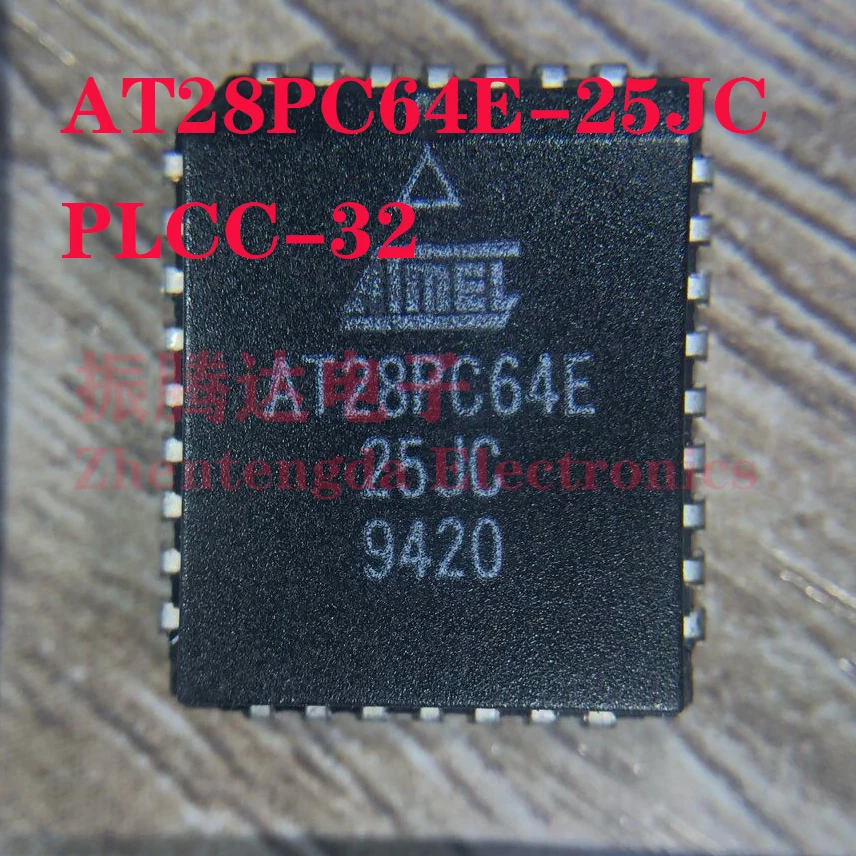 AT28PC64E-25JC
PLCC-32
ATMEL
振腾达电子
AT28PC64E
Zhentengda Electronics
25JC
9420